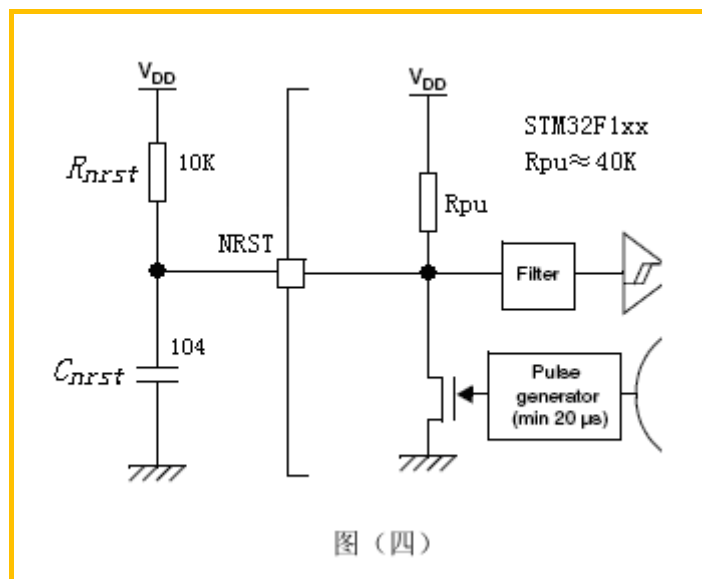 VDD
Rnrst
10K
NRST
Cnrst
104
VDD
Rpu
STM32F1xx
Rpu≈40K
Filter
Pulse
generator
(min 20 µs)
图（四）